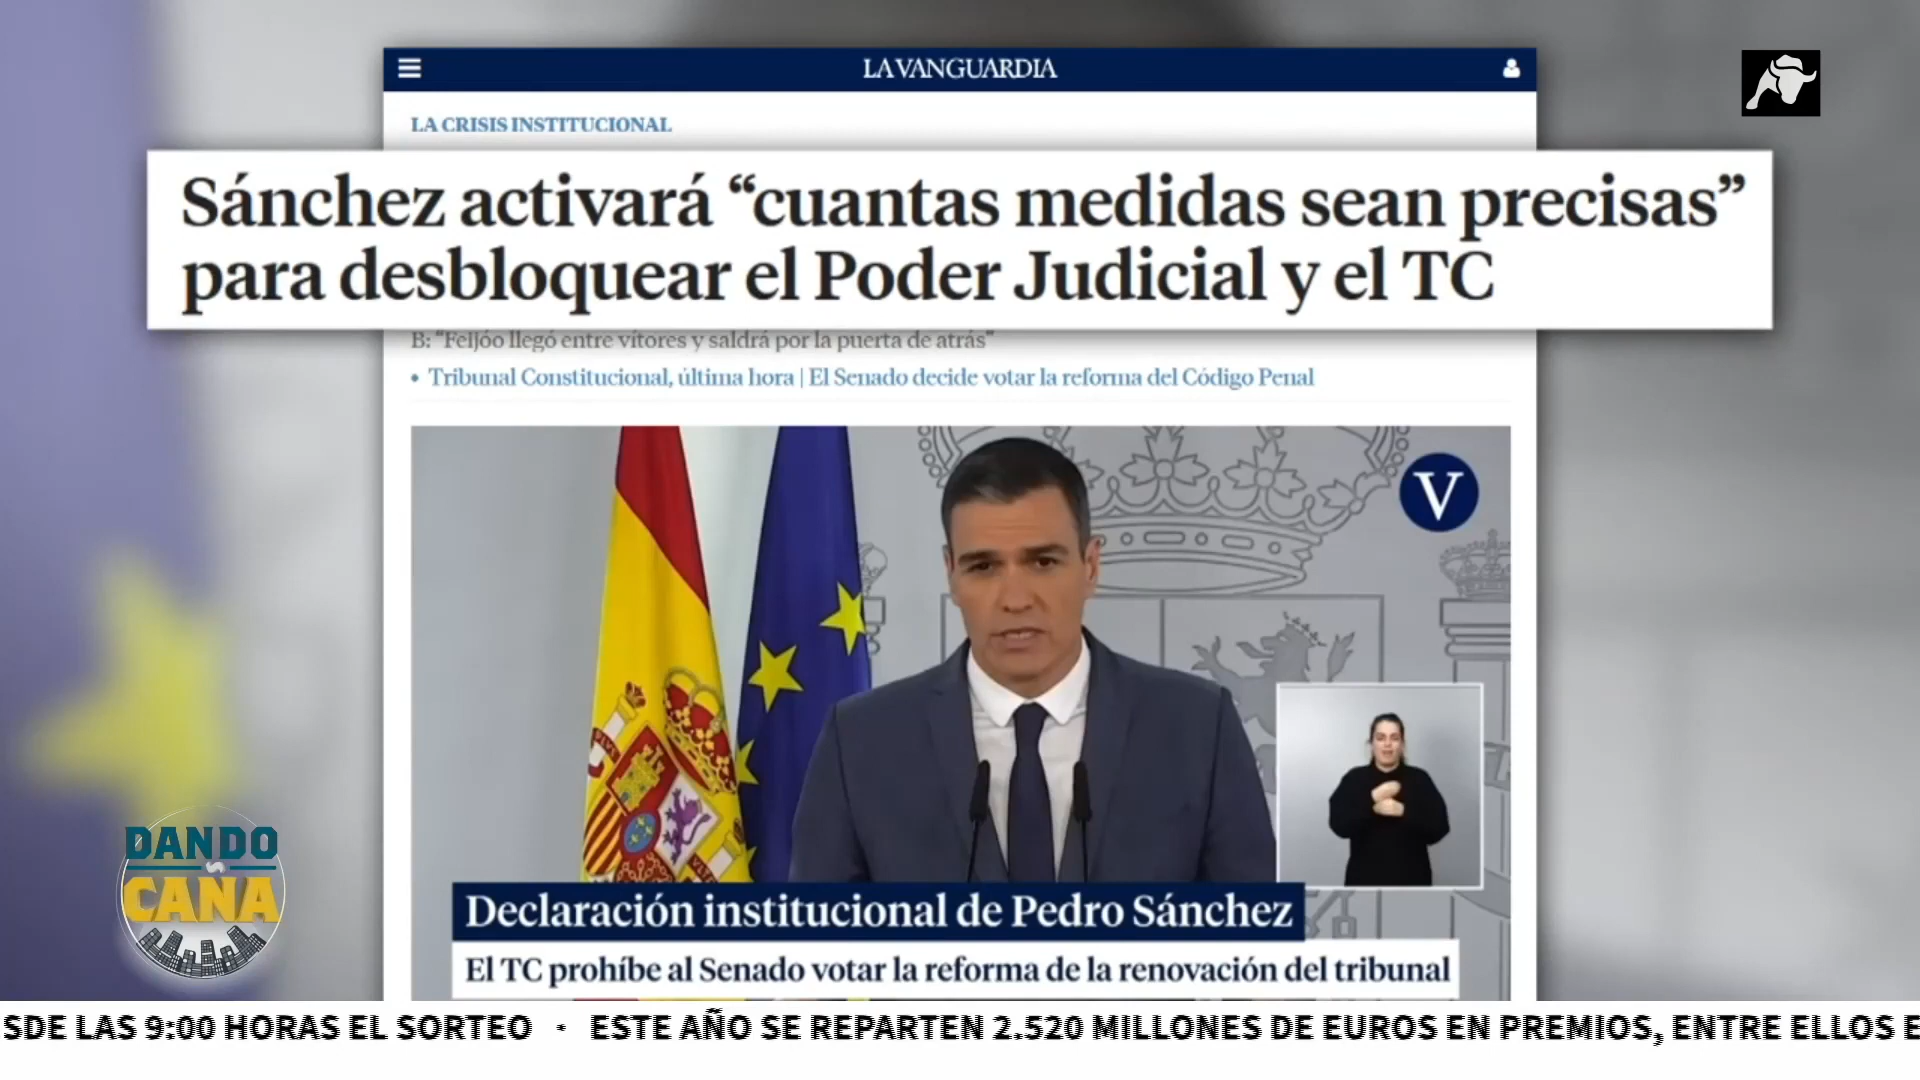 LA VANGUARDIA
LA CRISIS INSTITUCIONAL
Sánchez activará “cuantas medidas sean precisas”
para desbloquear el Poder Judicial y el TC
B: “Feijóo llegó entre vítores y saldrá por la puerta de atrás”
• Tribunal Constitucional, última hora | El Senado decide votar la reforma del Código Penal
V
Declaración institucional de Pedro Sánchez
El TC prohíbe al Senado votar la reforma de la renovación del tribunal
DANDO
CAÑA
SDE LAS 9:00 HORAS EL SORTEO · ESTE AÑO SE REPARTEN 2.520 MILLONES DE EUROS EN PREMIOS, ENTRE ELLOS E